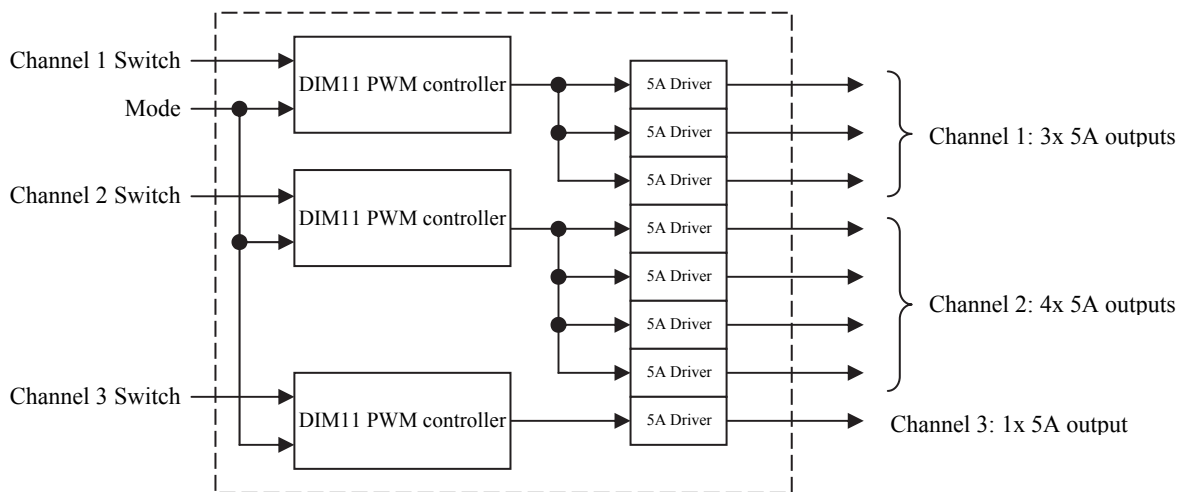 Channel 1 Switch
DIM11 PWM controller
Mode
5A Driver
5A Driver
5A Driver
Channel 1: 3x 5A outputs
Channel 2 Switch
DIM11 PWM controller
5A Driver
5A Driver
5A Driver
5A Driver
Channel 2: 4x 5A outputs
Channel 3 Switch
DIM11 PWM controller
5A Driver
Channel 3: 1x 5A output